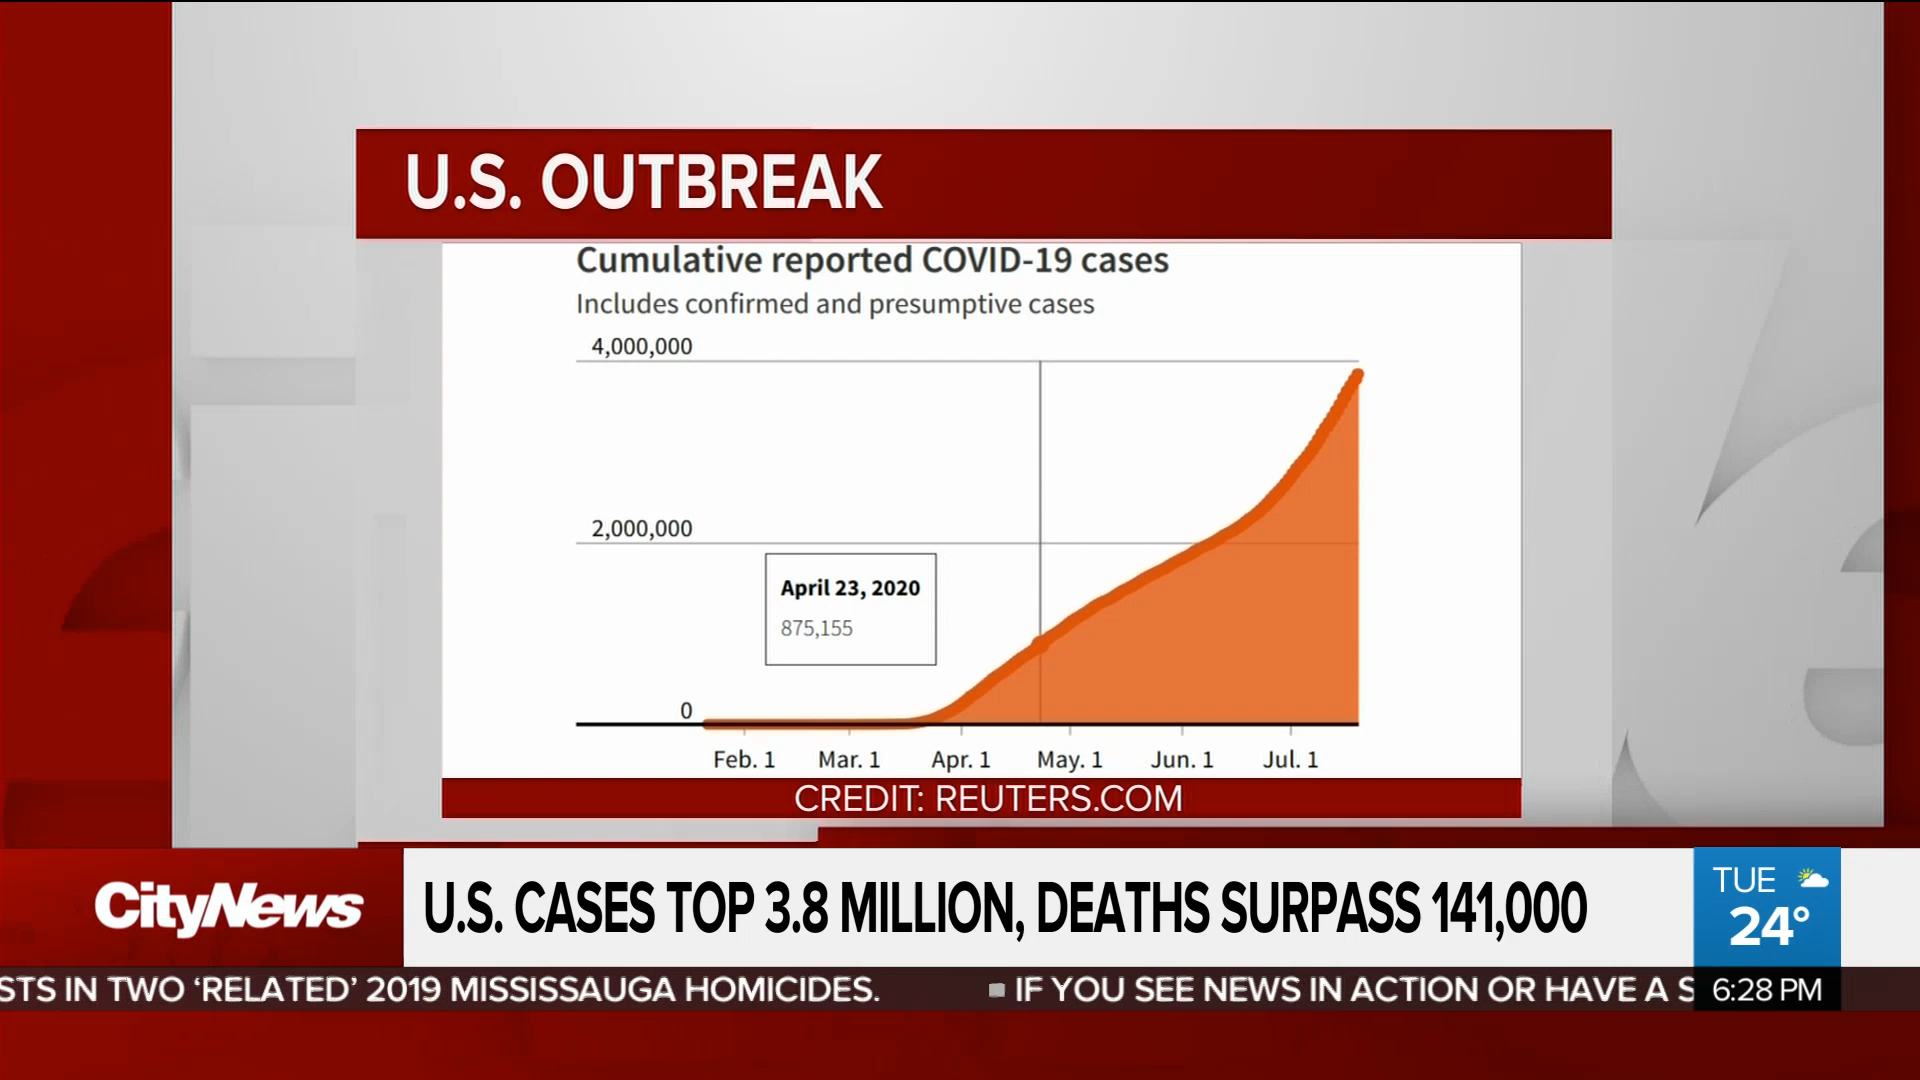 U.S. OUTBREAK
Cumulative reported COVID-19 cases
Includes confirmed and presumptive cases
4,000,000
2,000,000
April 23, 2020
875,155
0
Feb. 1 Mar. 1 Apr. 1 May. 1 Jun. 1 Jul. 1
CREDIT: REUTERS.COM
CityNews
U.S. CASES TOP 3.8 MILLION, DEATHS SURPASS 141,000
TUE
24°
STS IN TWO ‘RELATED’ 2019 MISSISSAUGA HOMICIDES. IF YOU SEE NEWS IN ACTION OR HAVE A S
6:28 PM